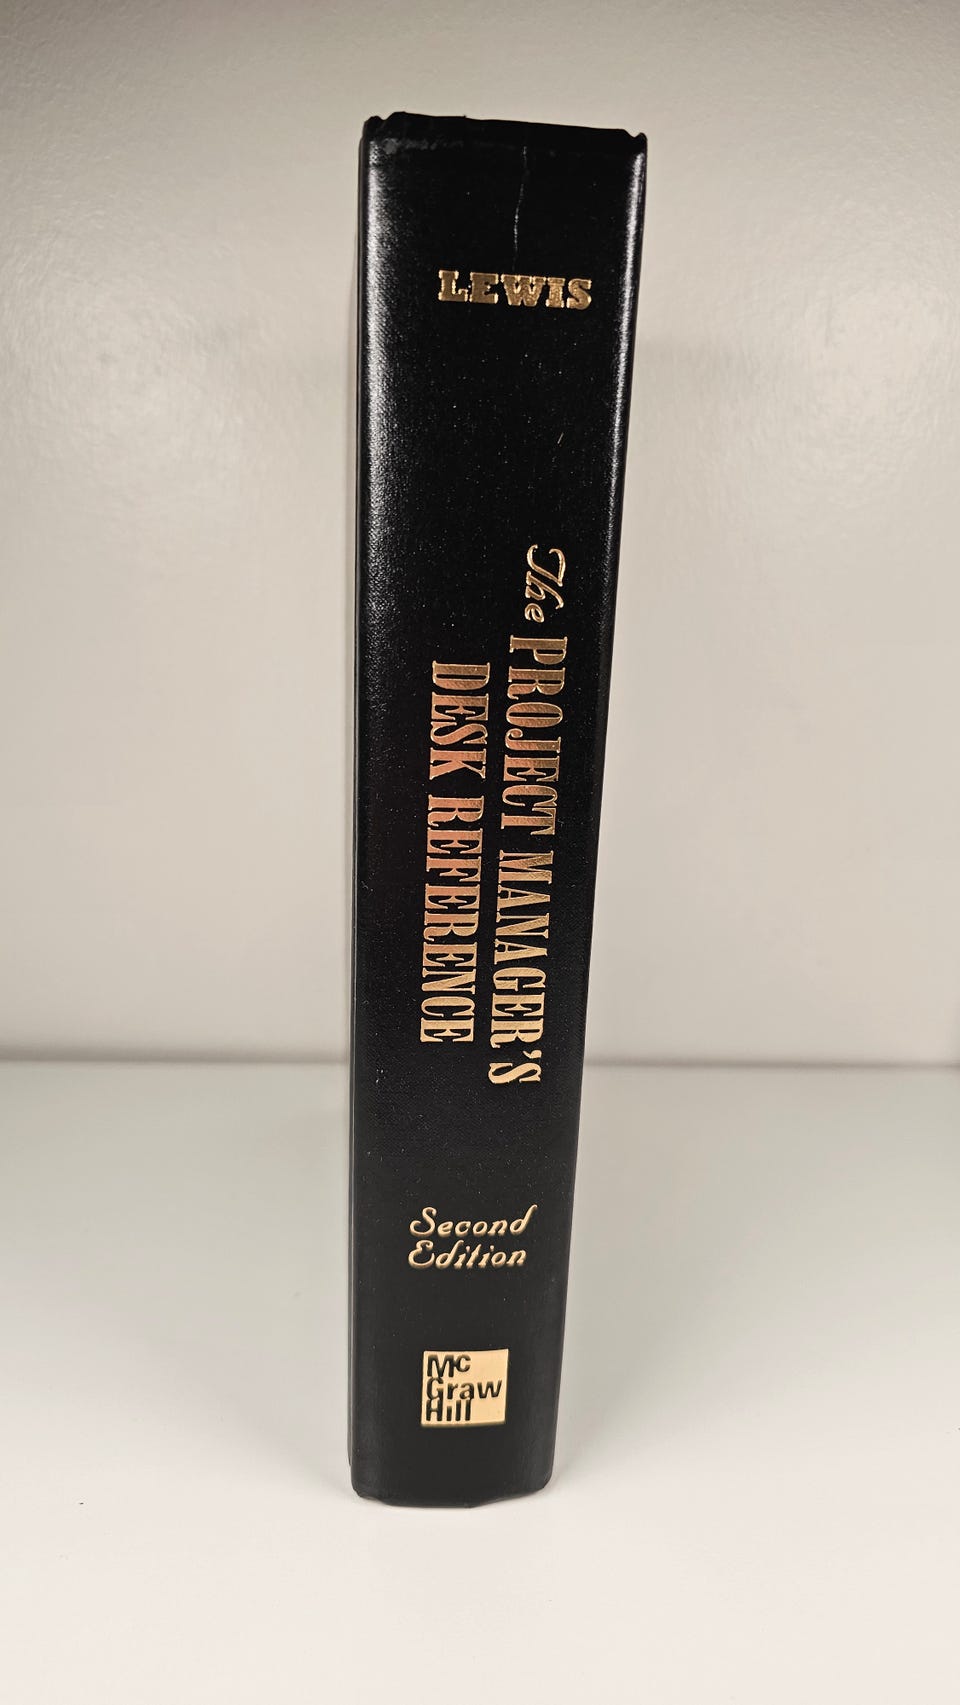 LEWIS
The PROJECT MANAGER'S
DESK REFERENCE
Second
Edition
Mc
Graw
Hill